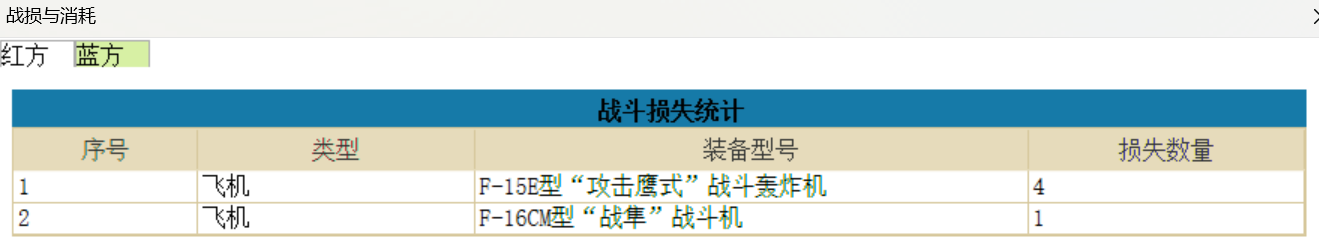 战损与消耗
红方 蓝方
战斗损失统计
序号 类型 装备型号 损失数量
1 飞机 F-15E型“攻击鹰式”战斗轰炸机 4
2 飞机 F-16CM型“战隼”战斗机 1